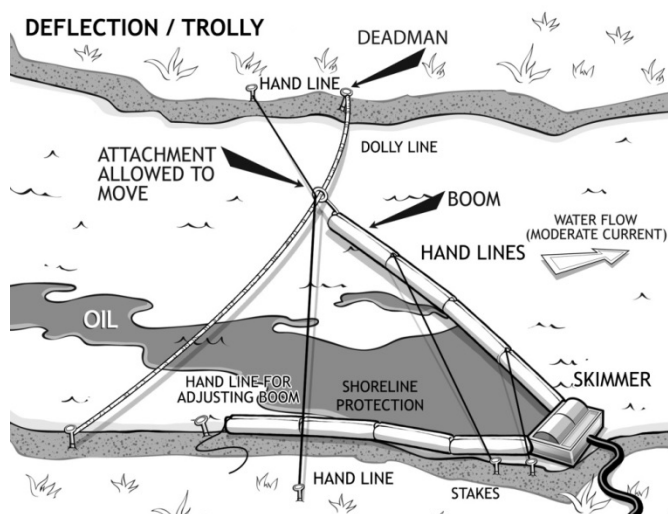 DEFLECTION / TROLLY
DEADMAN
HAND LINE
DOLLY LINE
ATTACHMENT
ALLOWED TO
MOVE
BOOM
WATER FLOW
(MODERATE CURRENT)
HAND LINES
OIL
SKIMMER
HAND LINE FOR
ADJUSTING BOOM
SHORELINE
PROTECTION
HAND LINE
STAKES